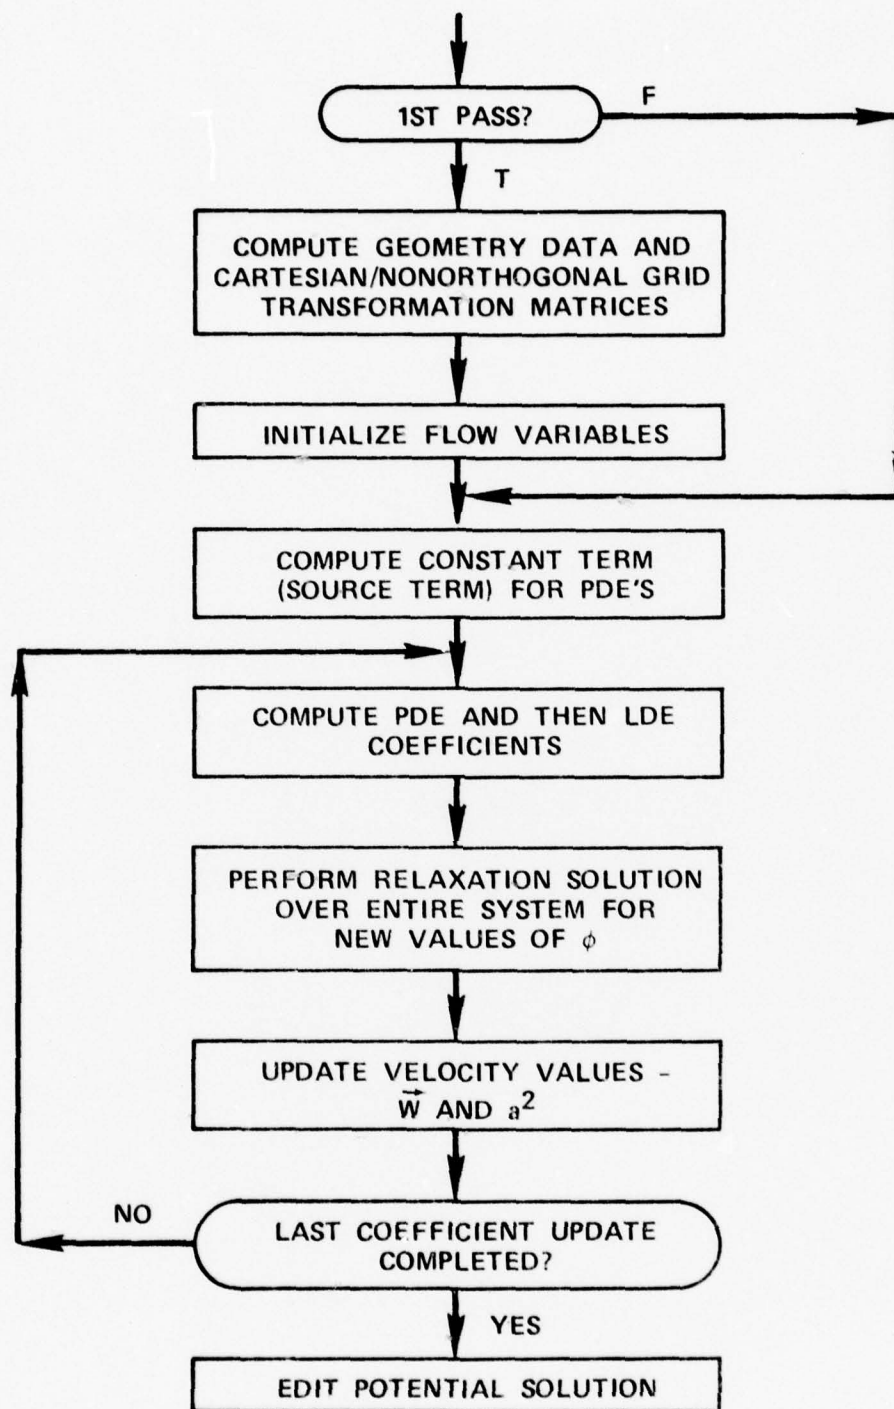 1ST PASS?
F
T
COMPUTE GEOMETRY DATA AND
CARTESIAN/NONORTHOGONAL GRID
TRANSFORMATION MATRICES
INITIALIZE FLOW VARIABLES
COMPUTE CONSTANT TERM
(SOURCE TERM) FOR PDE'S
COMPUTE PDE AND THEN LDE
COEFFICIENTS
PERFORM RELAXATION SOLUTION
OVER ENTIRE SYSTEM FOR
NEW VALUES OF ϕ
UPDATE VELOCITY VALUES -
W⃗ AND a²
NO
LAST COEFFICIENT UPDATE
COMPLETED?
YES
EDIT POTENTIAL SOLUTION